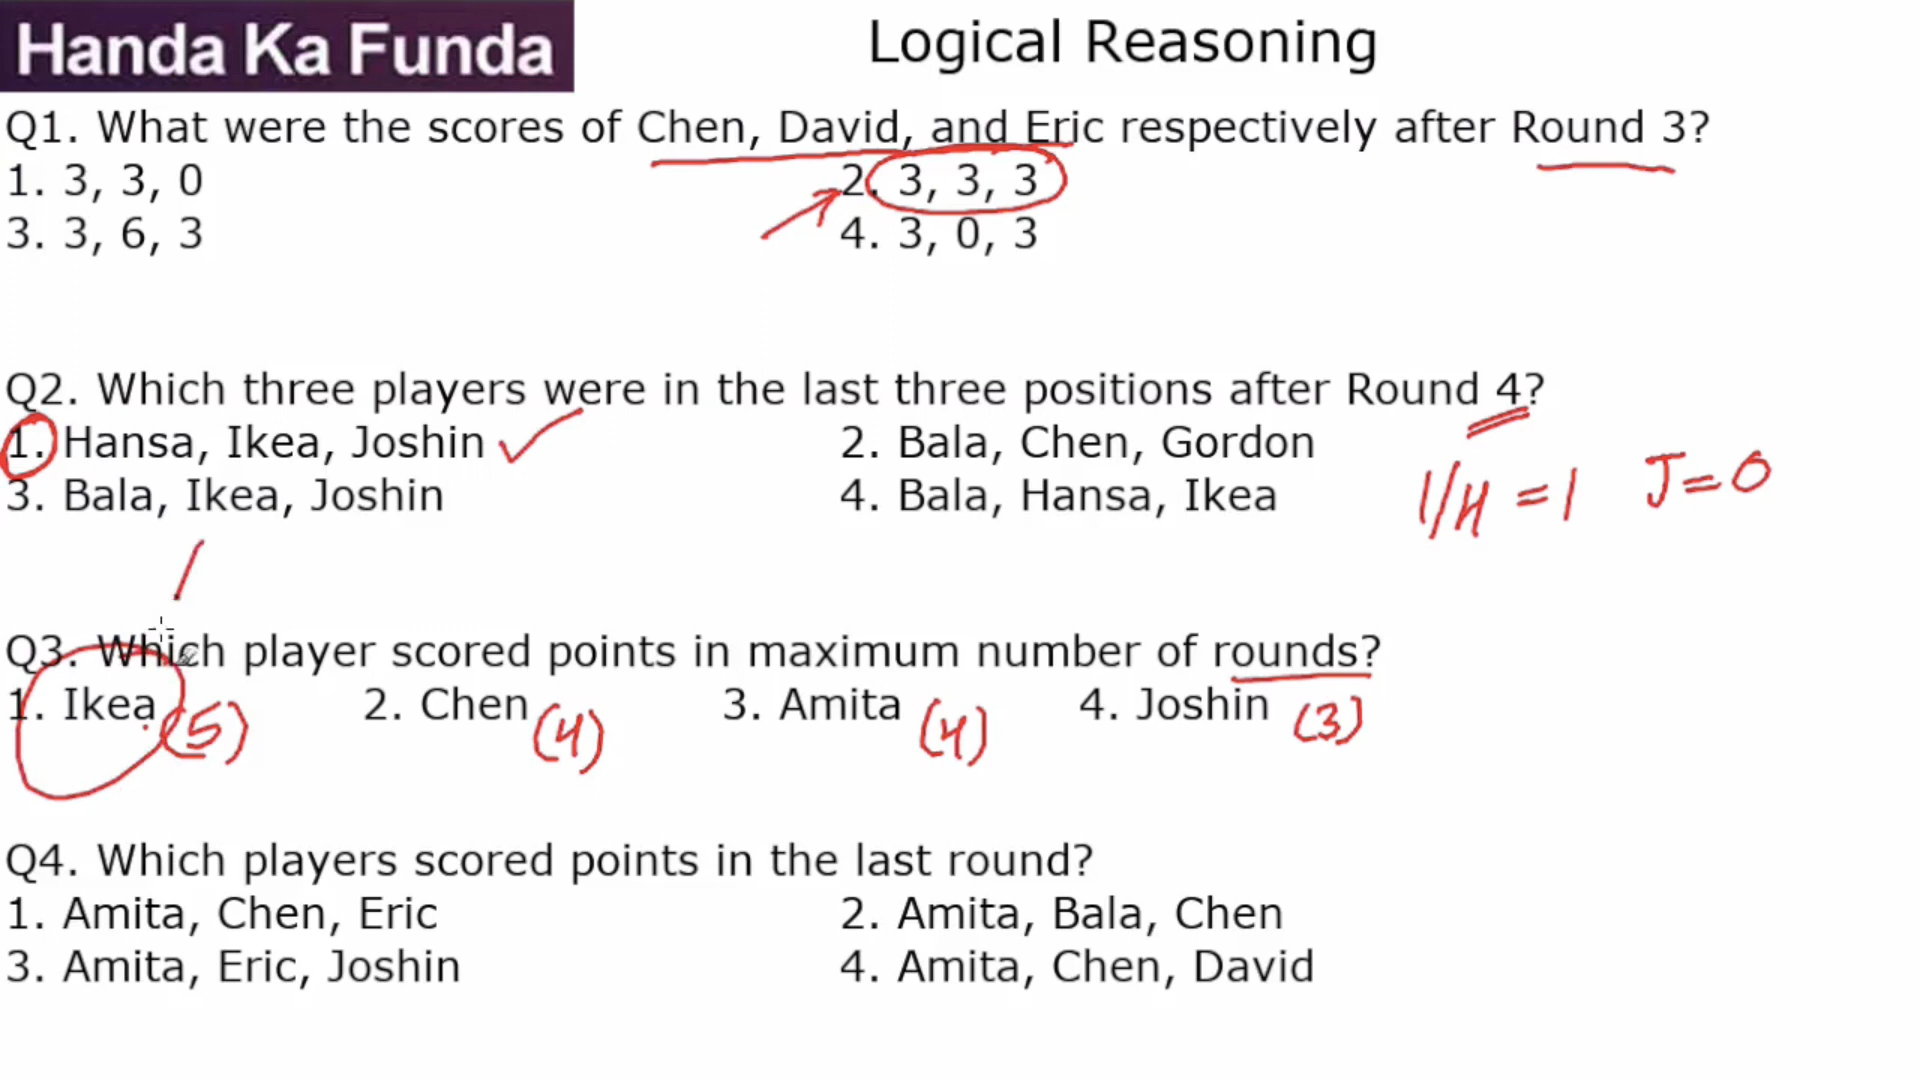 Handa Ka Funda
Logical Reasoning
Q1. What were the scores of Chen, David, and Eric respectively after Round 3?
1. 3, 3, 0 2. 3, 3, 3
3. 3, 6, 3 4. 3, 0, 3
Q2. Which three players were in the last three positions after Round 4?
1. Hansa, Ikea, Joshin 2. Bala, Chen, Gordon
3. Bala, Ikea, Joshin 4. Bala, Hansa, Ikea
I/H = 1 J = 0
Q3. Which player scored points in maximum number of rounds?
1. Ikea (5) 2. Chen (4) 3. Amita (4) 4. Joshin (3)
Q4. Which players scored points in the last round?
1. Amita, Chen, Eric 2. Amita, Bala, Chen
3. Amita, Eric, Joshin 4. Amita, Chen, David